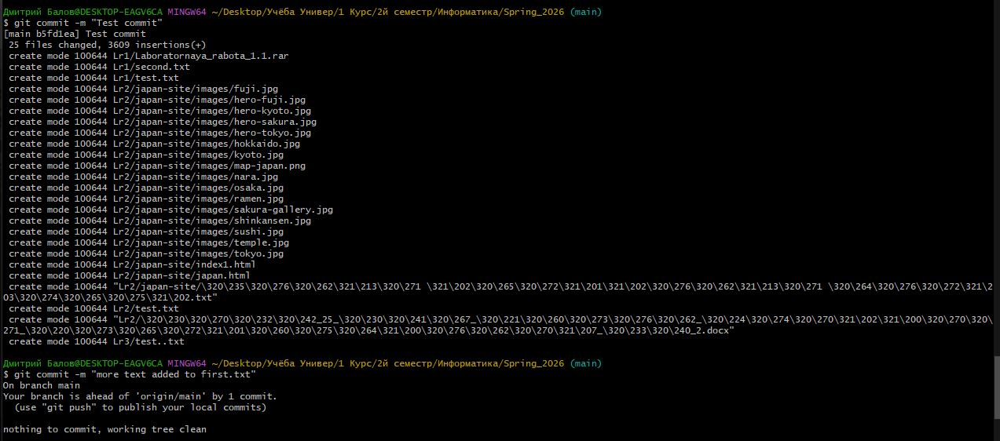 Дмитрий Балов@DESKTOP-EAGV6CA MINGW64 ~/Desktop/Учёба Универ/1 Курс/2й семестр/Информатика/Spring_2026 (main)
$ git commit -m "Test commit"
[main b5fd1ea] Test commit
 25 files changed, 3609 insertions(+)
 create mode 100644 Lr1/Laboratornaya_rabota_1.1.rar
 create mode 100644 Lr1/second.txt
 create mode 100644 Lr1/test.txt
 create mode 100644 Lr2/japan-site/images/fuji.jpg
 create mode 100644 Lr2/japan-site/images/hero-fuji.jpg
 create mode 100644 Lr2/japan-site/images/hero-kyoto.jpg
 create mode 100644 Lr2/japan-site/images/hero-sakura.jpg
 create mode 100644 Lr2/japan-site/images/hero-tokyo.jpg
 create mode 100644 Lr2/japan-site/images/hokkaido.jpg
 create mode 100644 Lr2/japan-site/images/kyoto.jpg
 create mode 100644 Lr2/japan-site/images/map-japan.png
 create mode 100644 Lr2/japan-site/images/nara.jpg
 create mode 100644 Lr2/japan-site/images/osaka.jpg
 create mode 100644 Lr2/japan-site/images/ramen.jpg
 create mode 100644 Lr2/japan-site/images/sakura-gallery.jpg
 create mode 100644 Lr2/japan-site/images/shinkansen.jpg
 create mode 100644 Lr2/japan-site/images/sushi.jpg
 create mode 100644 Lr2/japan-site/images/temple.jpg
 create mode 100644 Lr2/japan-site/images/tokyo.jpg
 create mode 100644 Lr2/japan-site/index1.html
 create mode 100644 Lr2/japan-site/japan.html
 create mode 100644 "Lr2/japan-site/\320\235\320\276\320\262\321\213\320\271 \321\202\320\265\320\272\321\201\321\202\320\276\320\262\321\213\320\271 \320\264\320\276\320\272\321\2
03\320\274\320\265\320\275\321\202.txt"
 create mode 100644 Lr2/test.txt
 create mode 100644 "Lr2/\320\230\320\270\320\232\320\242_25_\320\230\320\241\320\267_\320\221\320\260\320\273\320\276\320\262_\320\224\320\274\320\270\321\202\321\200\320\270\320\
271_\320\220\320\273\320\265\320\272\321\201\320\260\320\275\320\264\321\200\320\276\320\262\320\270\321\207_\320\233\320\240_2.docx"
 create mode 100644 Lr3/test..txt
Дмитрий Балов@DESKTOP-EAGV6CA MINGW64 ~/Desktop/Учёба Универ/1 Курс/2й семестр/Информатика/Spring_2026 (main)
$ git commit -m "more text added to first.txt"
On branch main
Your branch is ahead of 'origin/main' by 1 commit.
  (use "git push" to publish your local commits)
nothing to commit, working tree clean